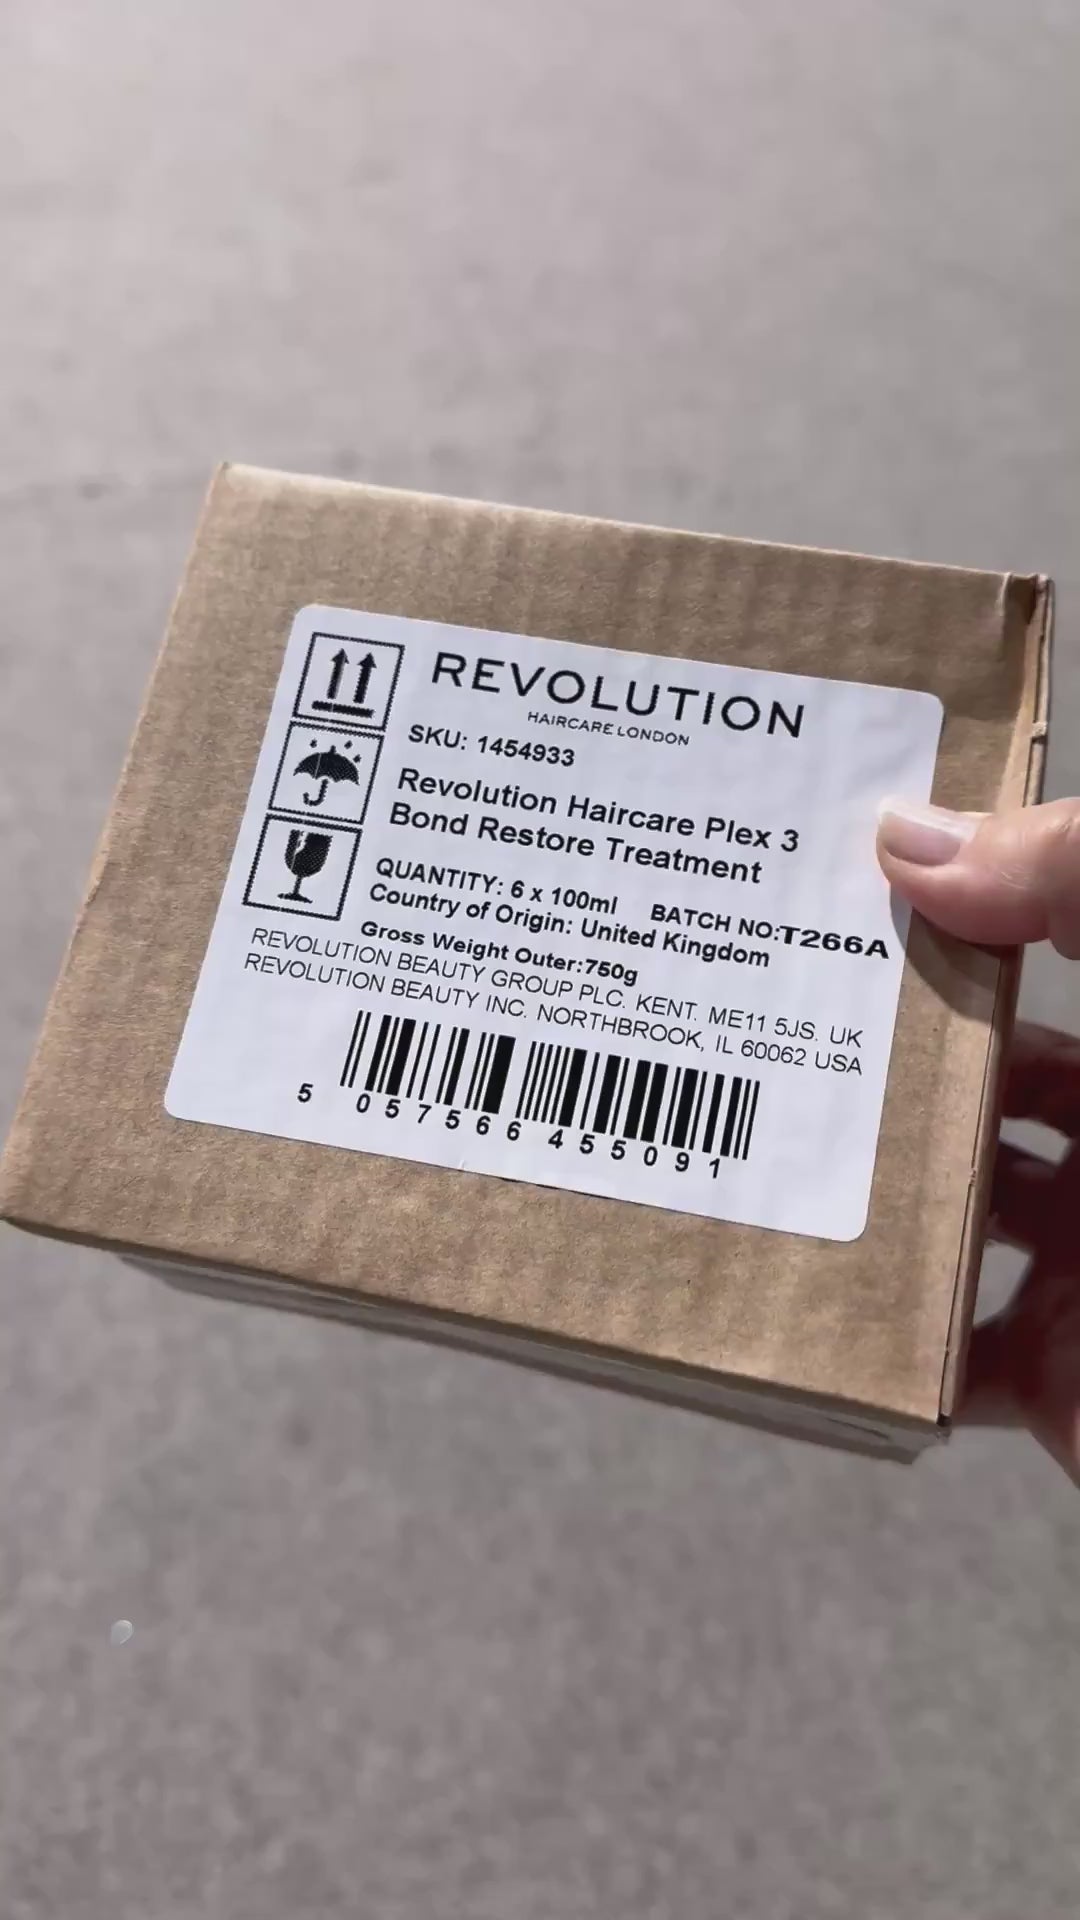 REVOLUTION
HAIRCARE LONDON
SKU: 1454933
Revolution Haircare Plex 3
Bond Restore Treatment
QUANTITY: 6 x 100ml BATCH NO:T266A
Country of Origin: United Kingdom
Gross Weight Outer:750g
REVOLUTION BEAUTY GROUP PLC. KENT. ME11 5JS. UK
REVOLUTION BEAUTY INC. NORTHBROOK, IL 60062 USA
5 057566 455091